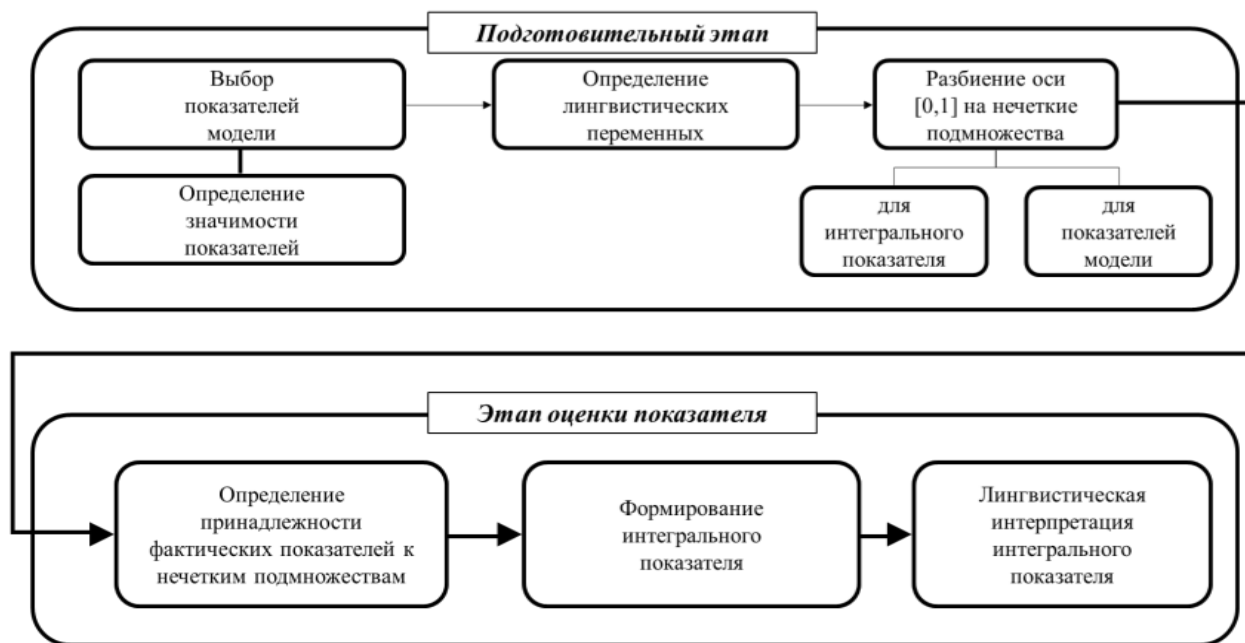 Подготовительный этап
Выбор
показателей
модели
Определение
лингвистических
переменных
Разбиение оси
[0,1] на нечеткие
подмножества
Определение
значимости
показателей
для
интегрального
показателя
для
показателей
модели
Этап оценки показателя
Определение
принадлежности
фактических показателей к
нечетким подмножествам
Формирование
интегрального
показателя
Лингвистическая
интерпретация
интегрального
показателя